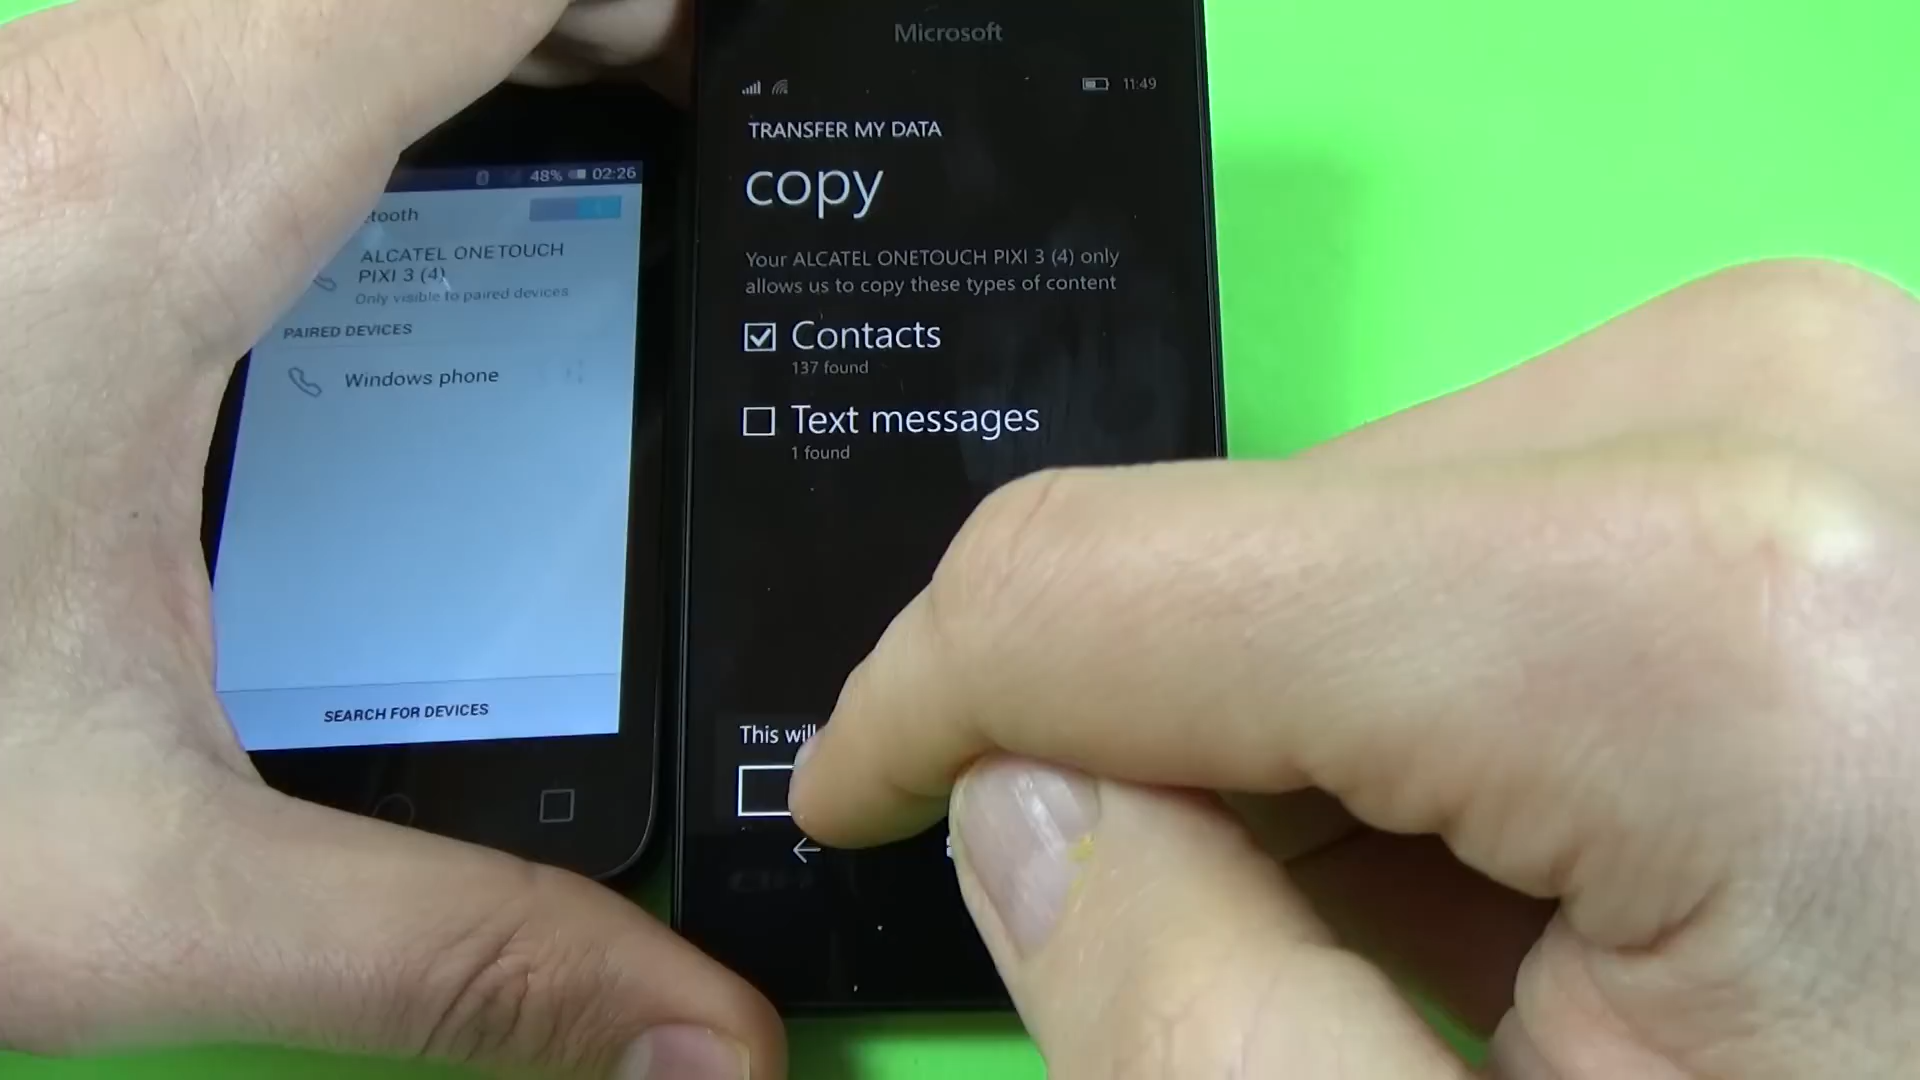 Microsoft
11:49
TRANSFER MY DATA
copy
Your ALCATEL ONETOUCH PIXI 3 (4) only
allows us to copy these types of content
Contacts
137 found
Text messages
1 found
This will
48% 02:26
etooth
ALCATEL ONETOUCH
PIXI 3 (4)
Only visible to paired devices
PAIRED DEVICES
Windows phone
SEARCH FOR DEVICES